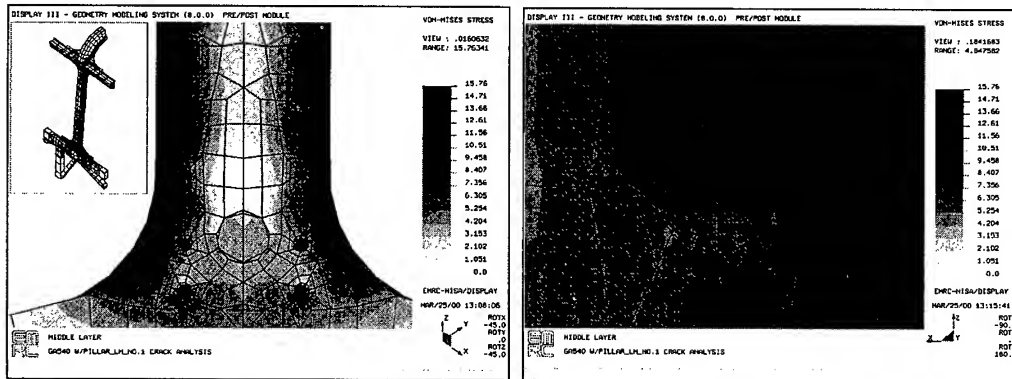 DISPLAY III - GEOMETRY MODELING SYSTEM (8.0.0) PRE/POST MODULE
VON-MISES STRESS
VIEW : .0160632
RANGE: 15.76341
15.76
14.71
13.66
12.61
11.56
10.51
9.458
8.407
7.356
6.305
5.254
4.204
3.153
2.102
1.051
0.0
EMRC-NISA/DISPLAY
MAR/25/00 13:08:06
ROTX
-45.0
ROTY
.0
ROTZ
-45.0
Z
Y
X
MIDDLE LAYER
GA540 W/PILLAR_LH_NO.1 CRACK ANALYSIS
DISPLAY III - GEOMETRY MODELING SYSTEM (8.0.0) PRE/POST MODULE
VON-MISES STRESS
VIEW : .1841683
RANGE: 4.847582
15.76
14.71
13.66
12.61
11.56
10.51
9.458
8.407
7.356
6.305
5.254
4.204
3.153
2.102
1.051
0.0
EMRC-NISA/DISPLAY
MAR/25/00 13:15:41
ROT
-90.
ROT
.0
ROT
160.
Z
X
MIDDLE LAYER
GA540 W/PILLAR_LH_NO.1 CRACK ANALYSIS